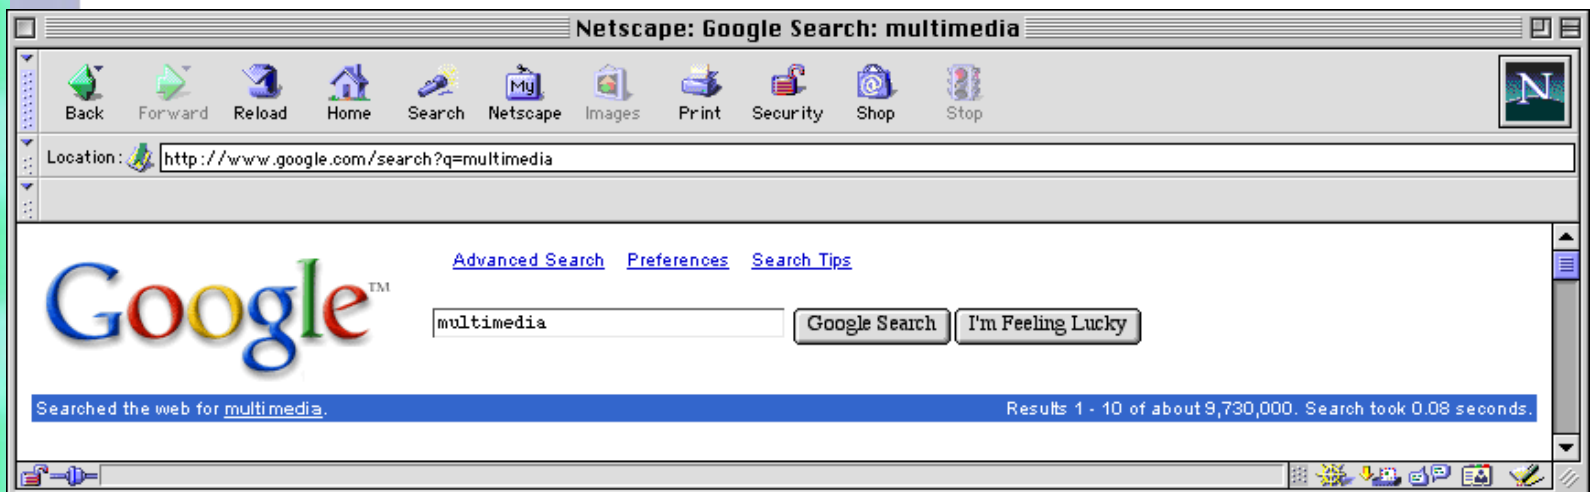 Netscape: Google Search: multimedia
Back Forward Reload Home Search Netscape Images Print Security Shop Stop
My
N
Location: http://www.google.com/search?q=multimedia
Advanced Search Preferences Search Tips
Google™
multimedia Google Search I'm Feeling Lucky
Searched the web for multimedia. Results 1 - 10 of about 9,730,000. Search took 0.08 seconds.